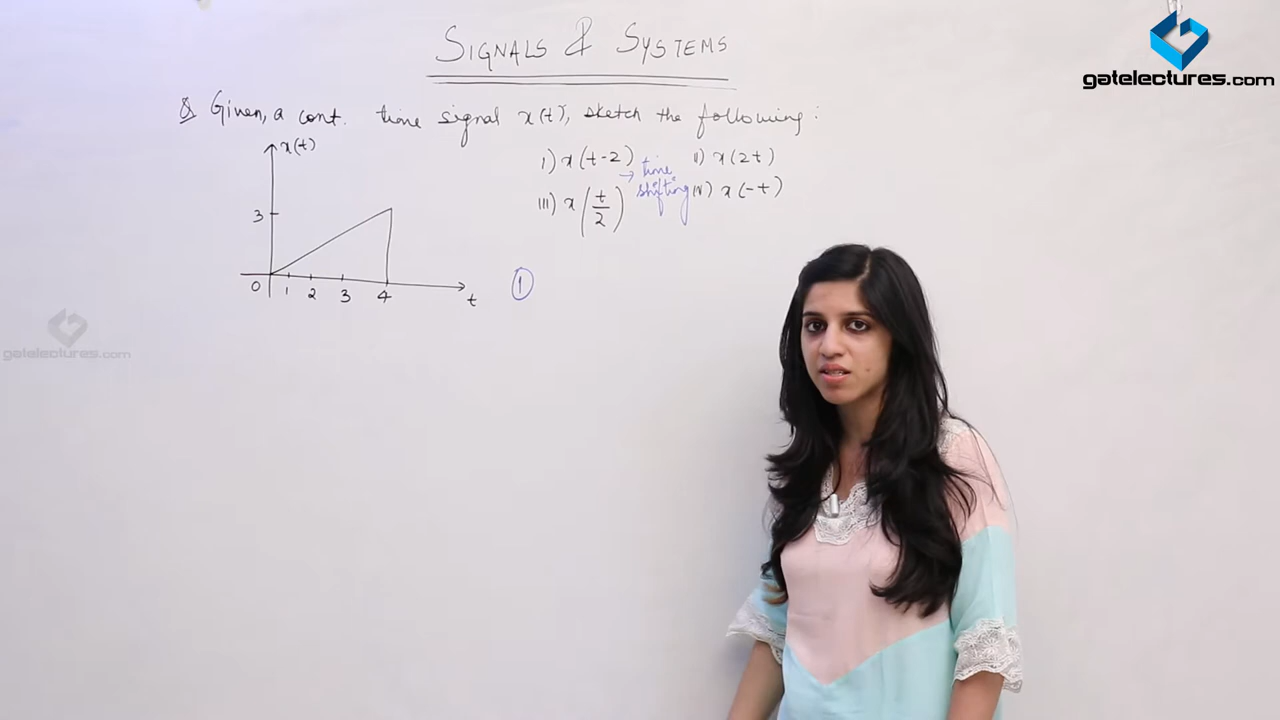 SIGNALS & SYSTEMS
gatelectures.com
Q Given, a cont. time signal x(t), sketch the following:
x(t)
i) x(t-2) ii) x(2t)
→ time shifting
iii) x(t/2) iv) x(-t)
3
0 1 2 3 4
t
1
gatelectures.com